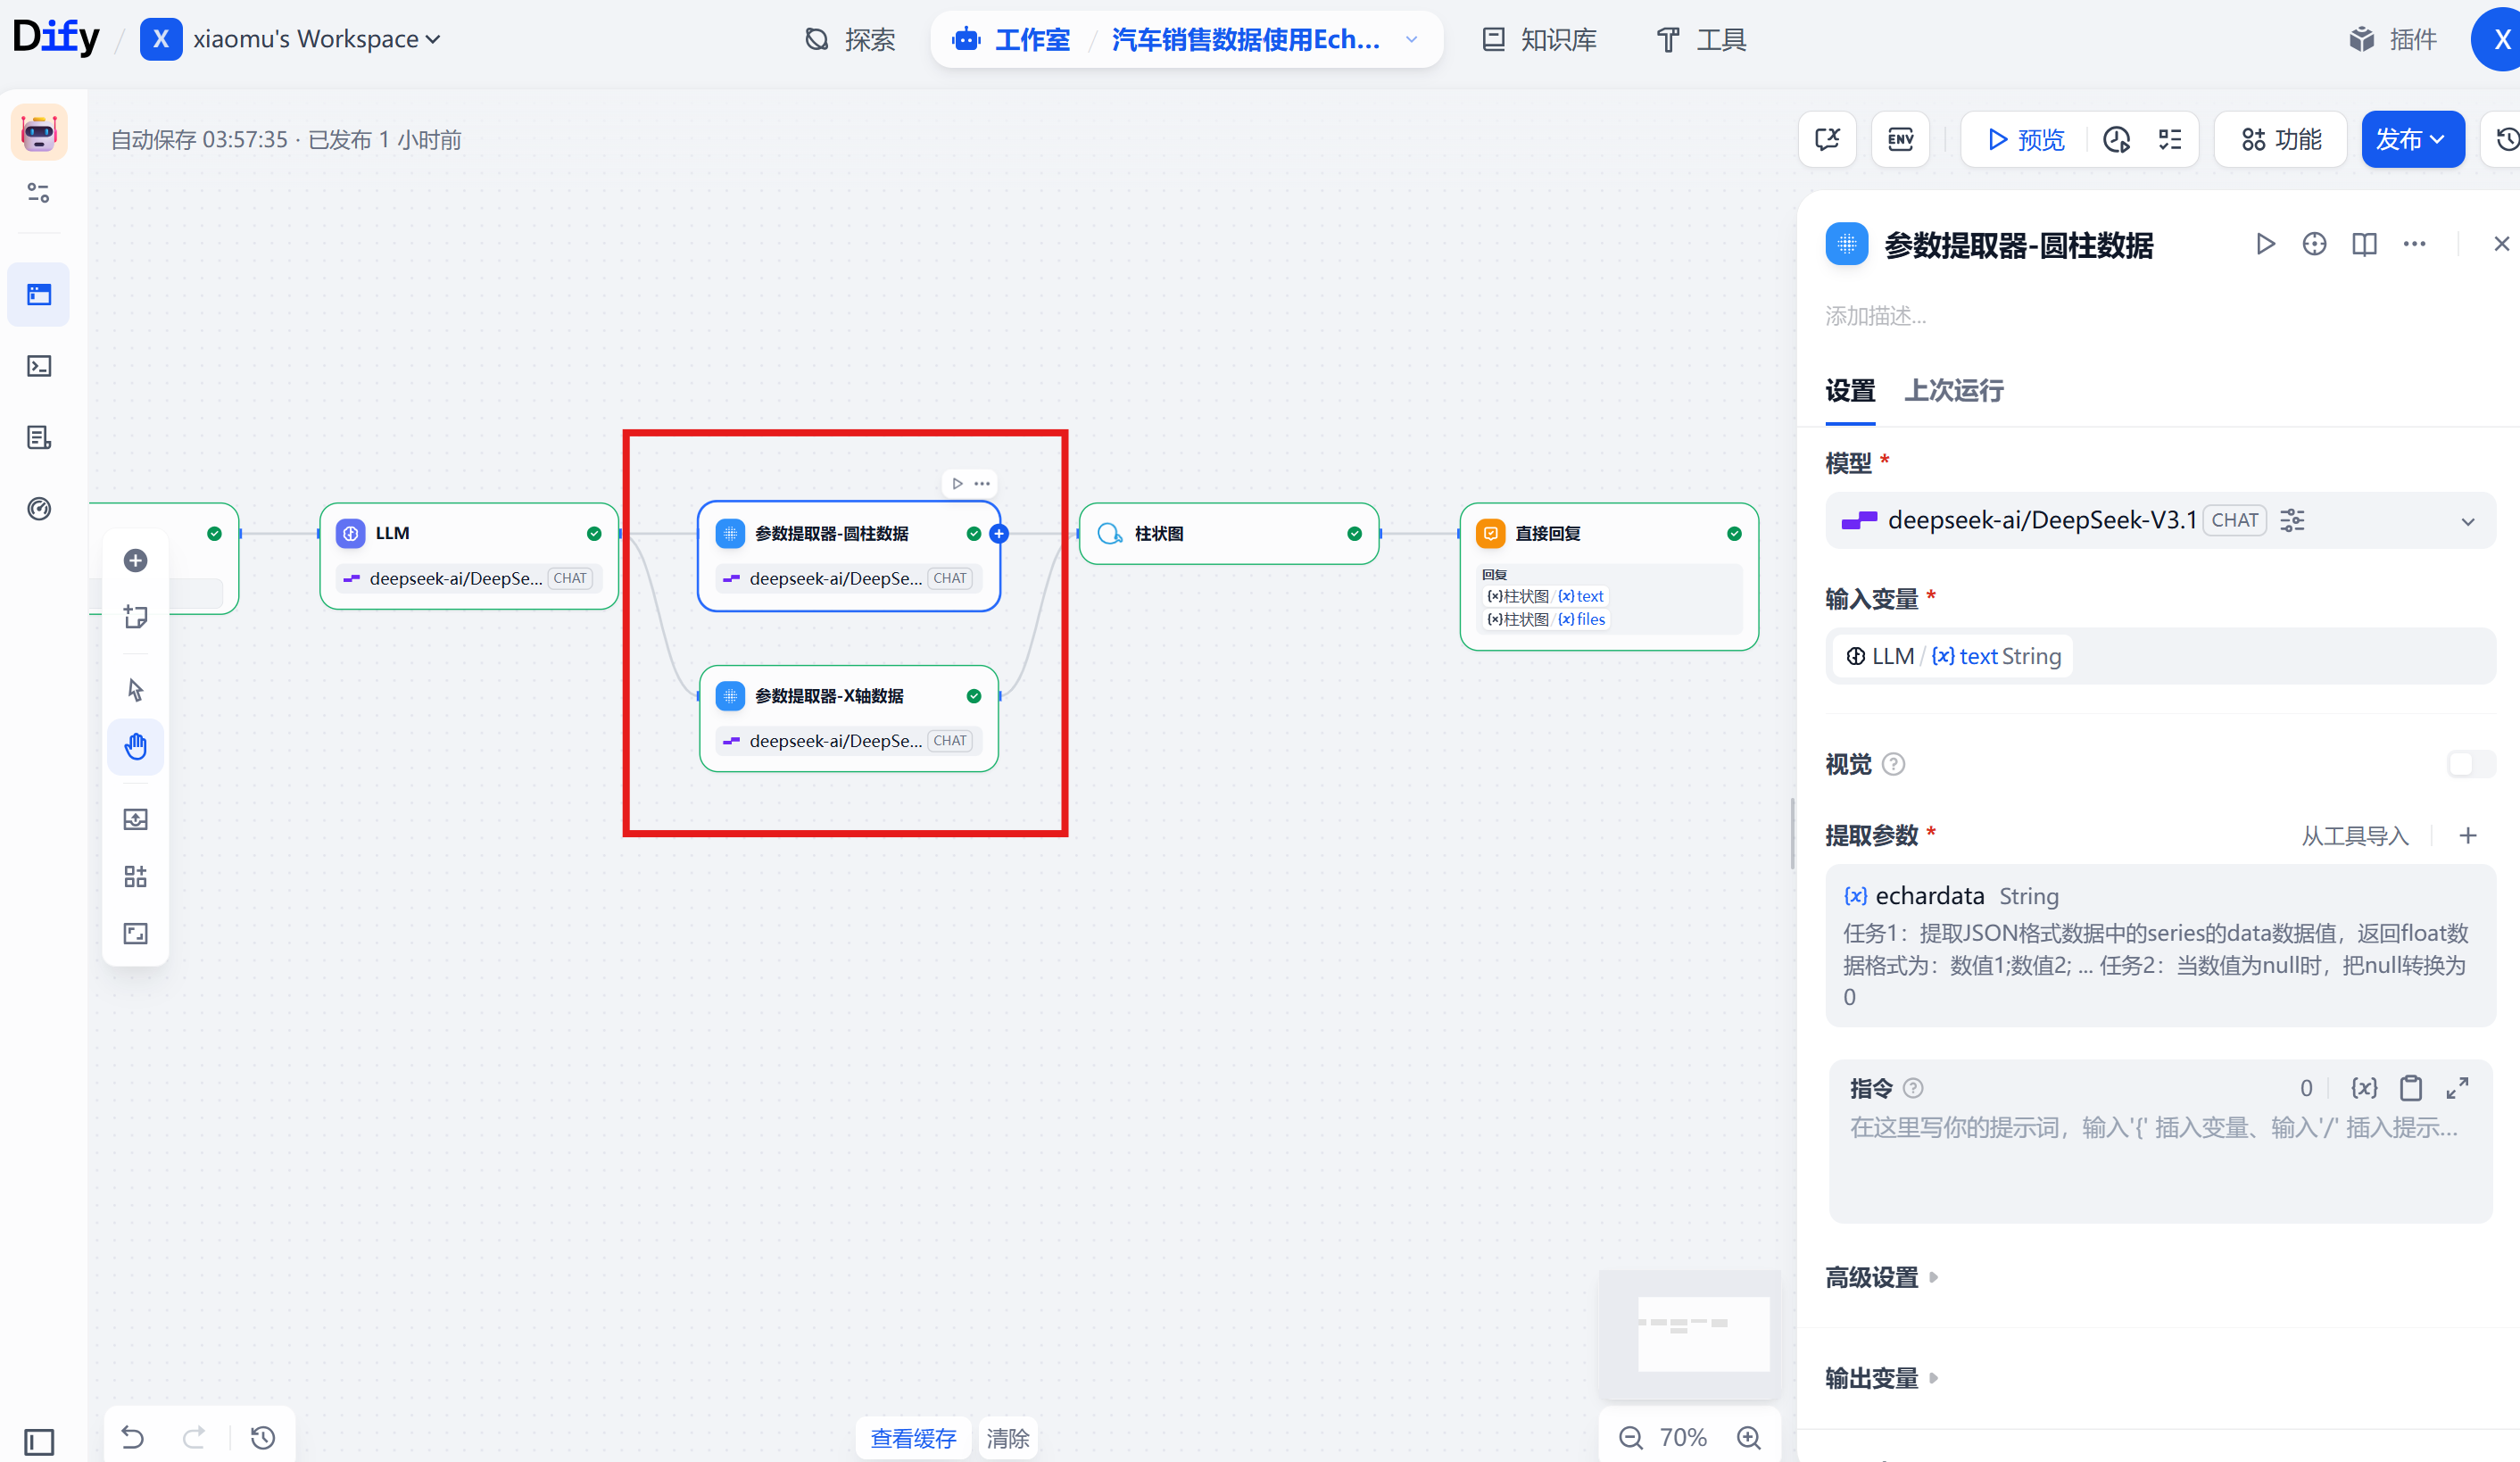 Dify / X xiaomu's Workspace
探索
工作室 / 汽车销售数据使用Ech...
知识库
工具
插件
X
自动保存 03:57:35 · 已发布 1 小时前
ENV
预览
功能
发布
LLM
deepseek-ai/DeepSe... CHAT
参数提取器-圆柱数据
deepseek-ai/DeepSe... CHAT
参数提取器-X轴数据
deepseek-ai/DeepSe... CHAT
柱状图
直接回复
回复
{x}柱状图/{x}text
{x}柱状图/{x}files
查看缓存
清除
70%
参数提取器-圆柱数据
添加描述...
设置 上次运行
模型 *
deepseek-ai/DeepSeek-V3.1 CHAT
输入变量 *
LLM / {x} text String
视觉 ?
提取参数 *
从工具导入 +
{x} echardata String
任务1：提取JSON格式数据中的series的data数据值，返回float数
据格式为：数值1;数值2; ... 任务2：当数值为null时，把null转换为
0
指令 ? 0 {x}
在这里写你的提示词，输入'{' 插入变量、输入'/' 插入提示...
高级设置
输出变量